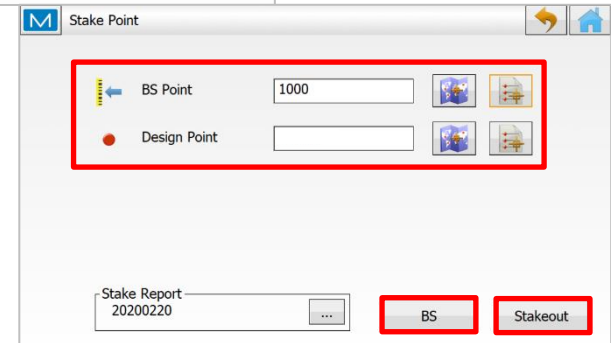 Stake Point
BS Point 1000
Design Point
Stake Report
20200220 ... BS Stakeout